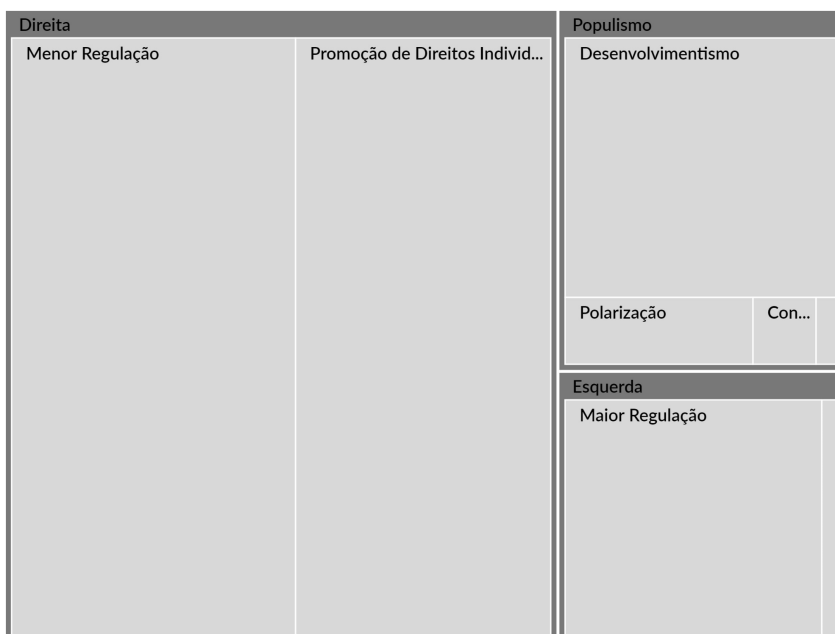 Direita
Menor Regulação
Promoção de Direitos Individ...
Populismo
Desenvolvimentismo
Polarização
Con...
Esquerda
Maior Regulação